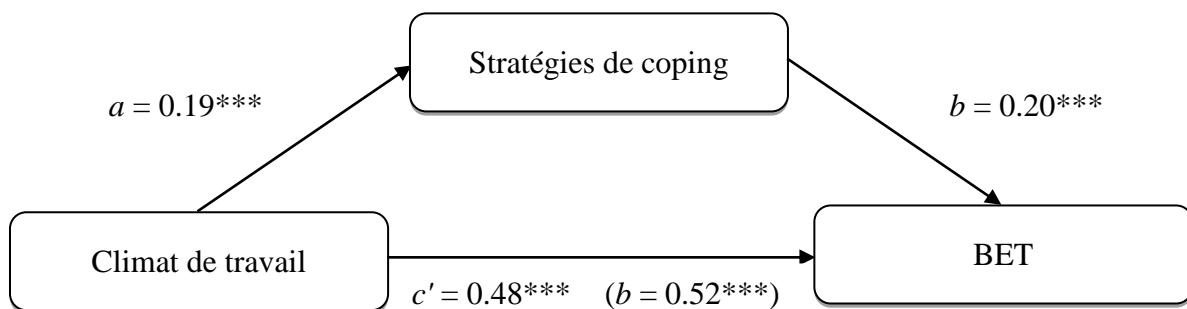 Stratégies de coping
a = 0.19***
b = 0.20***
Climat de travail
BET
c' = 0.48*** (b = 0.52***)